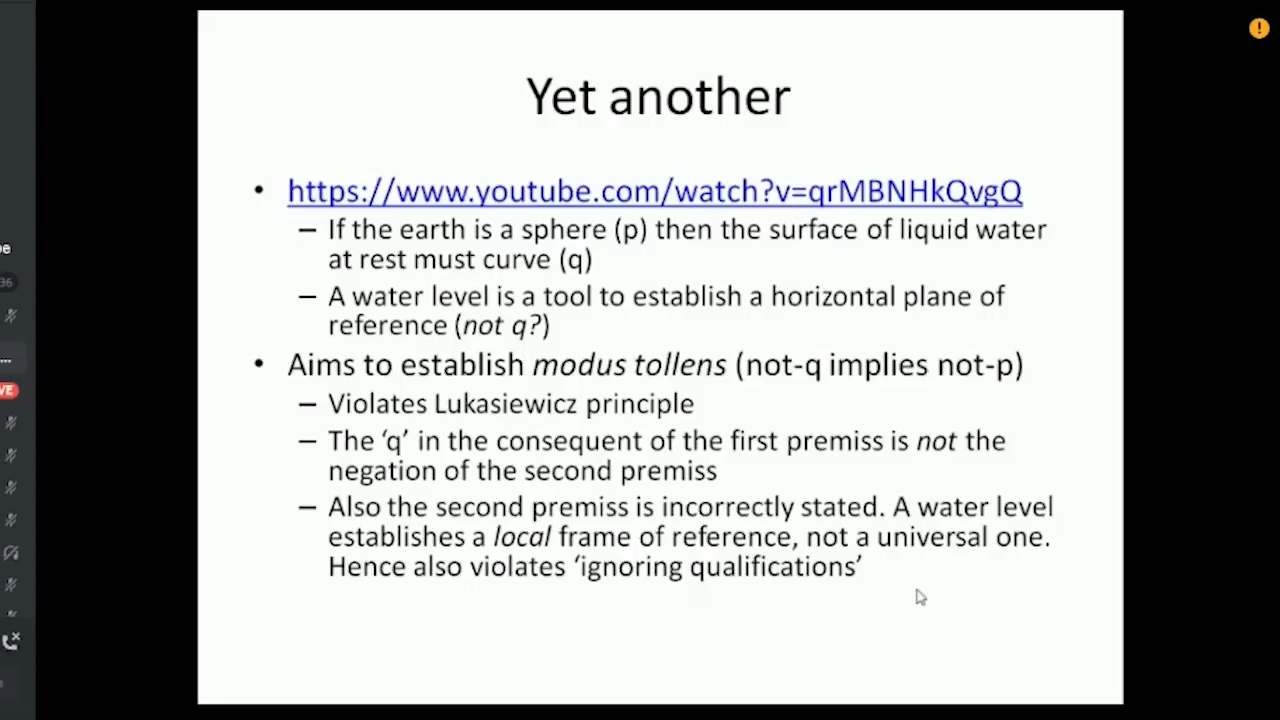 Yet another
• https://www.youtube.com/watch?v=qrMBNHkQvgQ
– If the earth is a sphere (p) then the surface of liquid water
at rest must curve (q)
– A water level is a tool to establish a horizontal plane of
reference (not q?)
• Aims to establish modus tollens (not-q implies not-p)
– Violates Lukasiewicz principle
– The ‘q’ in the consequent of the first premiss is not the
negation of the second premiss
– Also the second premiss is incorrectly stated. A water level
establishes a local frame of reference, not a universal one.
Hence also violates ‘ignoring qualifications’